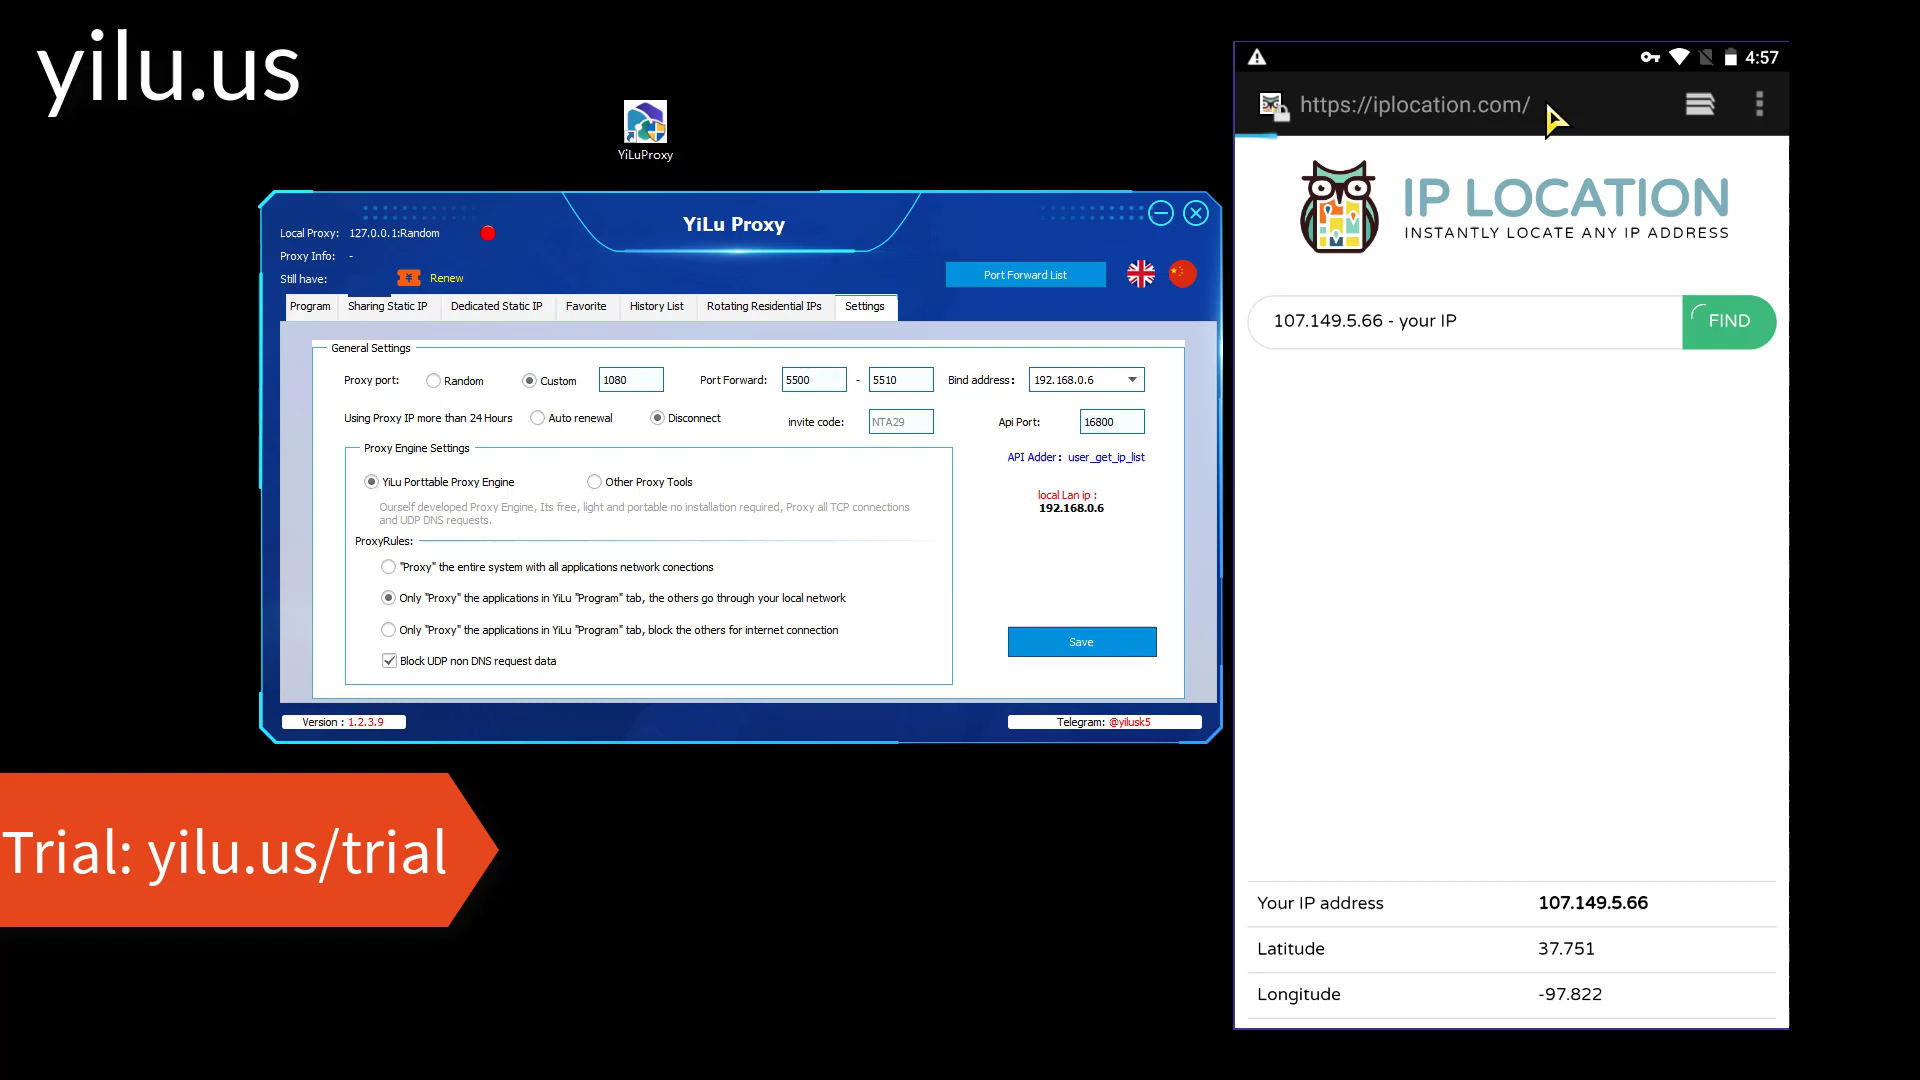 yilu.us
YiLuProxy
YiLu Proxy
Local Proxy: 127.0.0.1:Random
Proxy Info: -
Still have: Renew
Port Forward List
Program Sharing Static IP Dedicated Static IP Favorite History List Rotating Residential IPs Settings
General Settings
Proxy port: Random Custom 1080 Port Forward: 5500 - 5510 Bind address: 192.168.0.6
Using Proxy IP more than 24 Hours Auto renewal Disconnect invite code: NTA29 Api Port: 16800
Proxy Engine Settings
API Adder: user_get_ip_list
YiLu Porttable Proxy Engine Other Proxy Tools
local Lan ip :
192.168.0.6
Ourself developed Proxy Engine, Its free, light and portable no installation required, Proxy all TCP connections
and UDP DNS requests.
ProxyRules:
"Proxy" the entire system with all applications network conections
Only "Proxy" the applications in YiLu "Program" tab, the others go through your local network
Only "Proxy" the applications in YiLu "Program" tab, block the others for internet connection
Block UDP non DNS request data
Save
Version : 1.2.3.9
Telegram: @yilusk5
Trial: yilu.us/trial
4:57
https://iplocation.com/
IP LOCATION
INSTANTLY LOCATE ANY IP ADDRESS
107.149.5.66 - your IP FIND
Your IP address 107.149.5.66
Latitude 37.751
Longitude -97.822